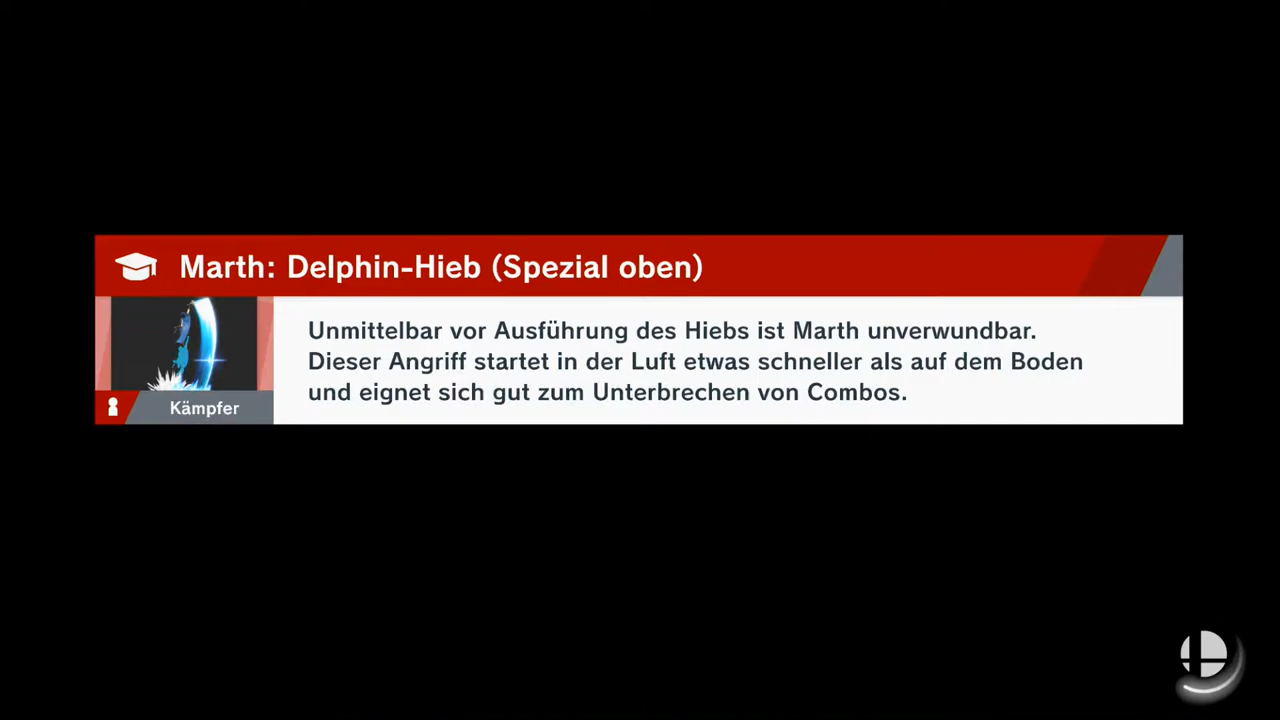 Marth: Delphin-Hieb (Spezial oben)
Unmittelbar vor Ausführung des Hiebs ist Marth unverwundbar.
Dieser Angriff startet in der Luft etwas schneller als auf dem Boden
und eignet sich gut zum Unterbrechen von Combos.
Kämpfer